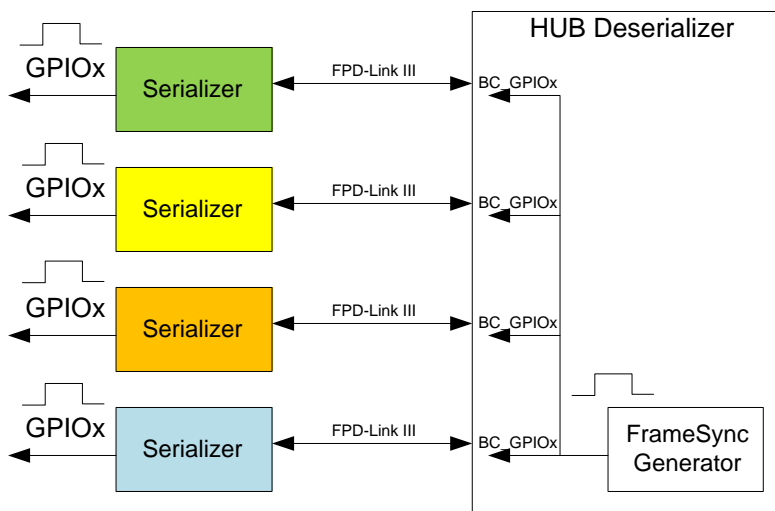 HUB Deserializer
GPIOx
Serializer
FPD-Link III
BC_GPIOx
GPIOx
Serializer
FPD-Link III
BC_GPIOx
GPIOx
Serializer
FPD-Link III
BC_GPIOx
GPIOx
Serializer
FPD-Link III
BC_GPIOx
FrameSync
Generator